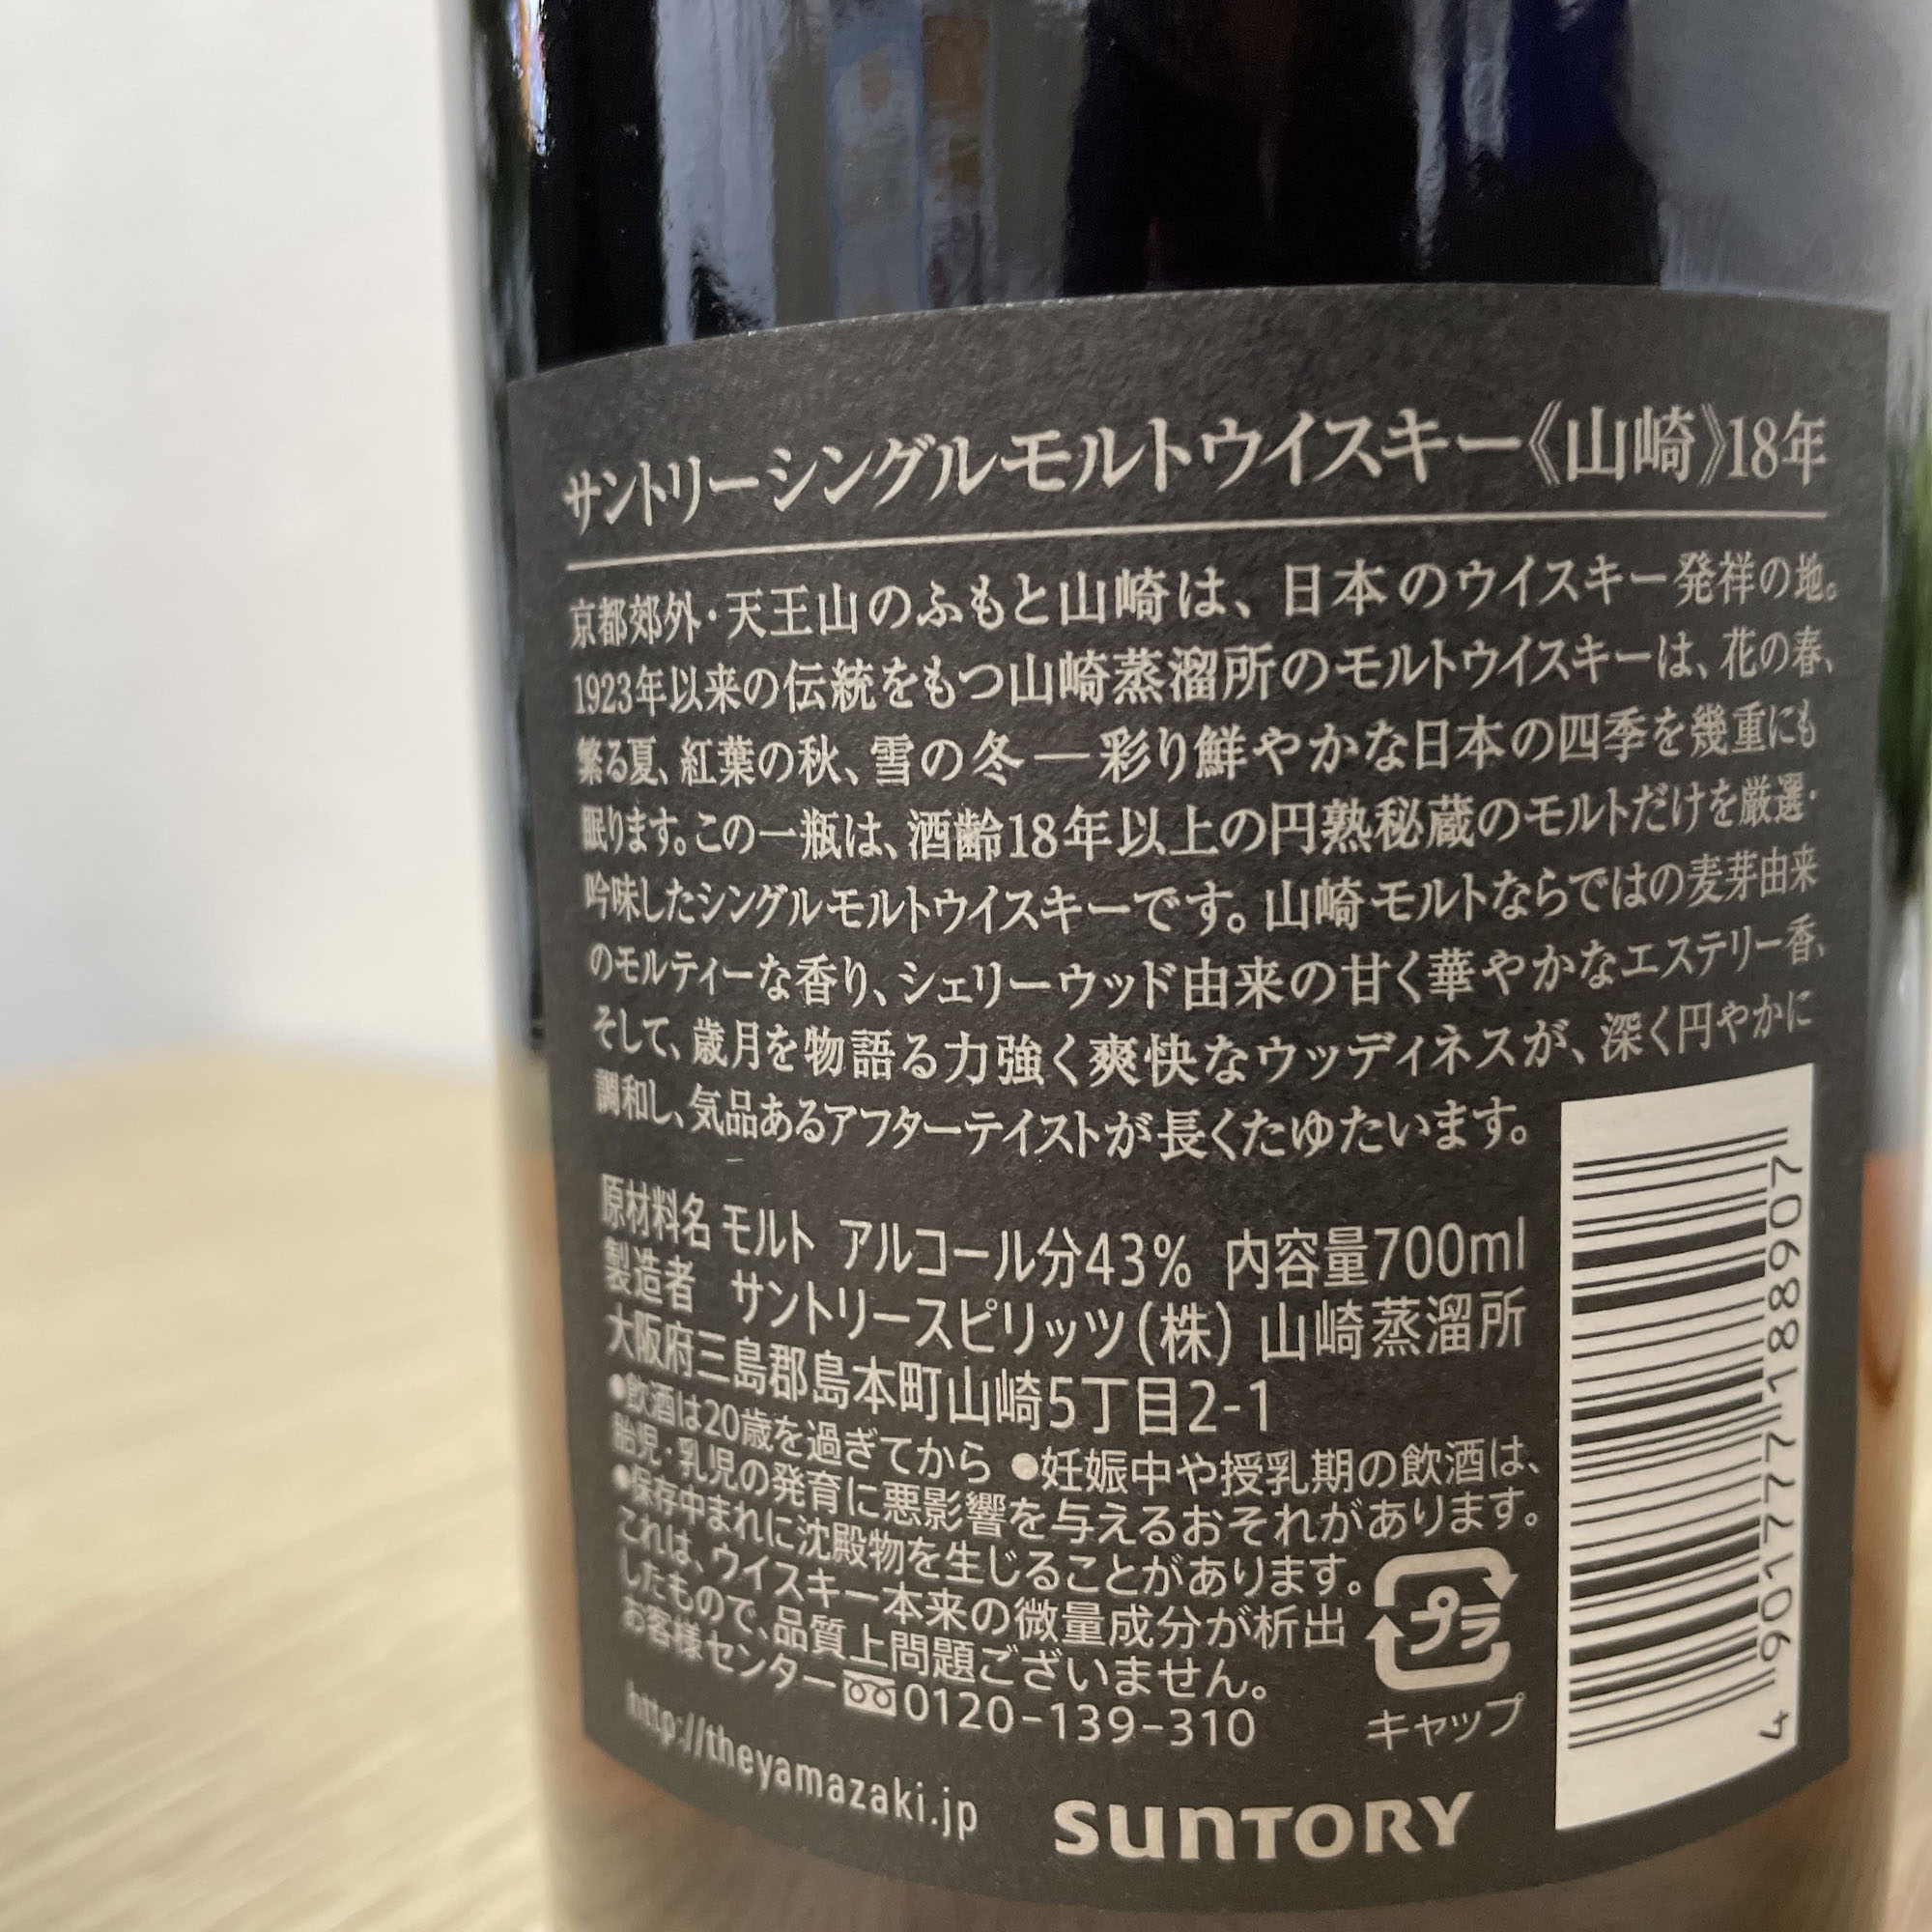 サントリーシングルモルトウイスキー《山崎》18年
京都郊外・天王山のふもと山崎は、日本のウイスキー発祥の地。
1923年以来の伝統をもつ山崎蒸溜所のモルトウイスキーは、花の春、
繁る夏、紅葉の秋、雪の冬—彩り鮮やかな日本の四季を幾重にも
眠ります。この一瓶は、酒齢18年以上の円熟秘蔵のモルトだけを厳選・
吟味したシングルモルトウイスキーです。山崎モルトならではの麦芽由来
のモルティーな香り、シェリーウッド由来の甘く華やかなエステリー香、
そして、歳月を物語る力強く爽快なウッディネスが、深く円やかに
調和し、気品あるアフターテイストが長くたゆたいます。
原材料名 モルト アルコール分43% 内容量700ml
製造者 サントリースピリッツ(株) 山崎蒸溜所
大阪府三島郡島本町山崎5丁目2-1
●飲酒は20歳を過ぎてから ●妊娠中や授乳期の飲酒は、
胎児・乳児の発育に悪影響を与えるおそれがあります。
●保存中まれに沈殿物を生じることがあります。
これは、ウイスキー本来の微量成分が析出
したもので、品質上問題ございません。
お客様センター 0120-139-310
http://theyamazaki.jp
プラ
キャップ
SUNTORY
4 901777 188907